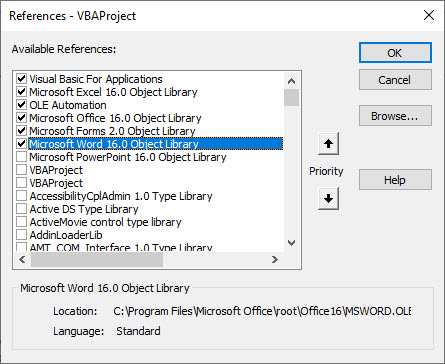 References - VBAProject
Available References:
OK
Visual Basic For Applications
Microsoft Excel 16.0 Object Library
Cancel
OLE Automation
Microsoft Office 16.0 Object Library
Microsoft Forms 2.0 Object Library
Browse...
Microsoft Word 16.0 Object Library
Microsoft PowerPoint 16.0 Object Library
VBAProject
Priority
VBAProject
Help
AccessibilityCplAdmin 1.0 Type Library
Active DS Type Library
ActiveMovie control type library
AddinLoaderLib
AMT_COM_Interface 1.0 Type Library
Microsoft Word 16.0 Object Library
Location: C:\Program Files\Microsoft Office\root\Office16\MSWORD.OLE
Language: Standard